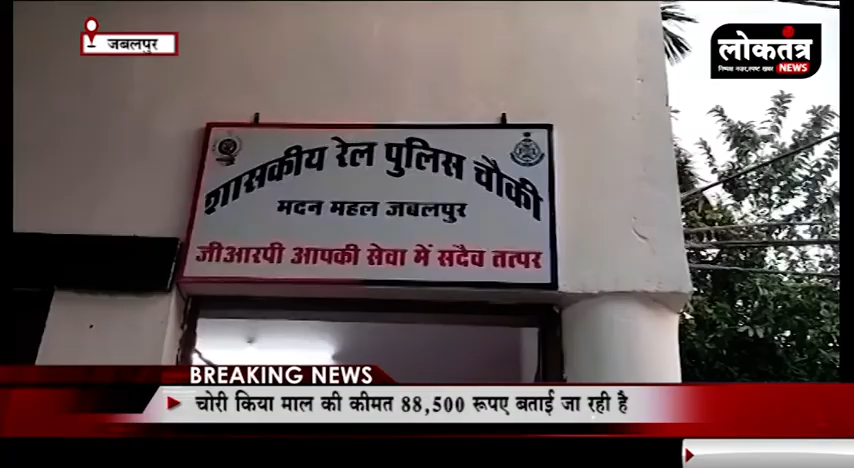 जबलपुर
लोकतंत्र
NEWS
शासकीय रेल पुलिस चौकी
मदन महल जबलपुर
जीआरपी आपकी सेवा में सदैव तत्पर
BREAKING NEWS
चोरी किया माल की कीमत 88,500 रूपए बताई जा रही है